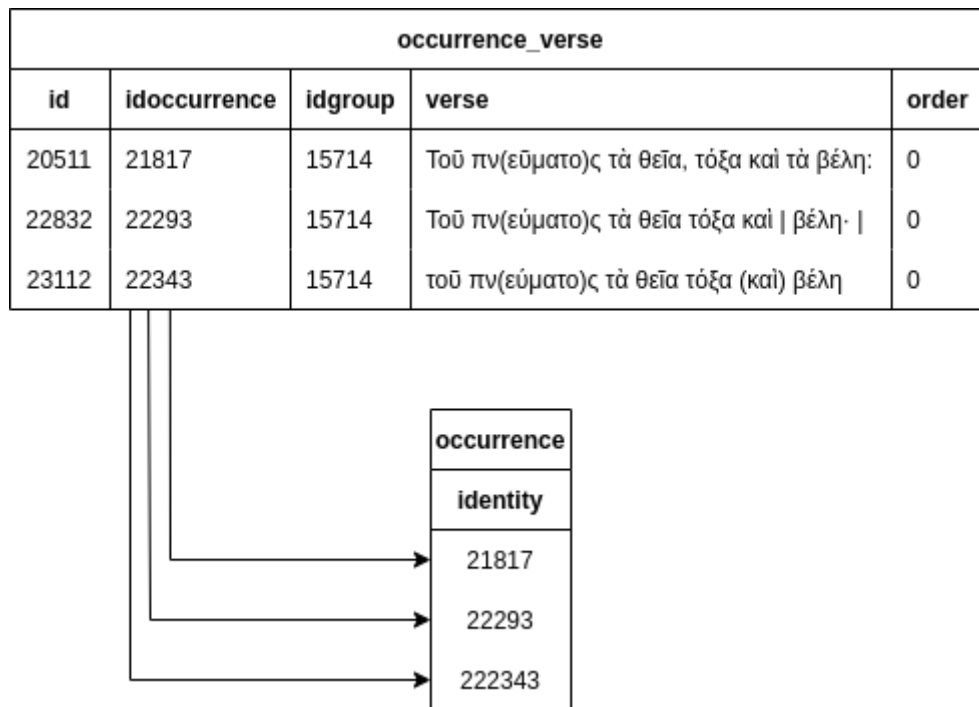 occurrence_verse
id idoccurrence idgroup verse order
20511 21817 15714 Τοῦ πν(εῦματο)ς τὰ θεῖα, τόξα καὶ τὰ βέλη: 0
22832 22293 15714 Τοῦ πν(εύματο)ς τὰ θεῖα τόξα καὶ | βέλη· | 0
23112 22343 15714 τοῦ πν(εύματο)ς τὰ θεῖα τόξα (καὶ) βέλη 0
occurrence
identity
21817
22293
222343